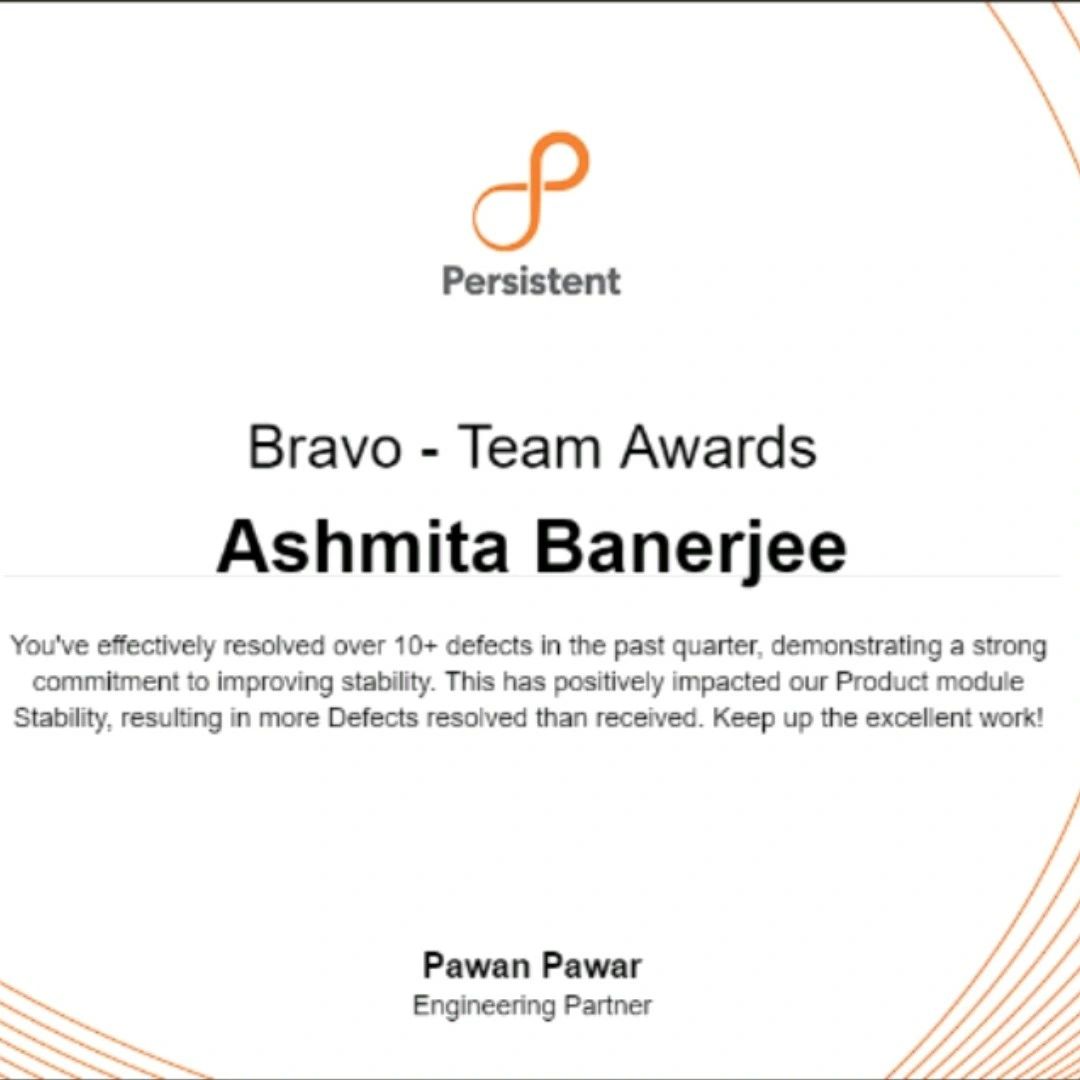 Persistent
Bravo - Team Awards
Ashmita Banerjee
You've effectively resolved over 10+ defects in the past quarter, demonstrating a strong
commitment to improving stability. This has positively impacted our Product module
Stability, resulting in more Defects resolved than received. Keep up the excellent work!
Pawan Pawar
Engineering Partner